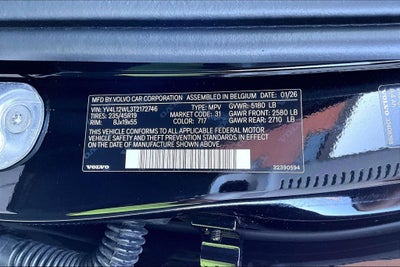 MFD BY VOLVO CAR CORPORATION ASSEMBLED IN BELGIUM 01/26
VIN: YV4L12WL3T2172746 TYPE: MPV GVWR: 5180 LB
TIRES: 235/45R19 MARKET CODE: 31 GAWR FRONT: 2580 LB
RIMS: 8Jx19x55 COLOR: 717 GAWR REAR: 2710 LB
THIS VEHICLE CONFORMS TO ALL APPLICABLE FEDERAL MOTOR
VEHICLE SAFETY STANDARDS AND THEFT PREVENTION STANDARD
IN EFFECT ON THE DATE OF MANUFACTURE SHOWN ABOVE
VOLVO
32390594